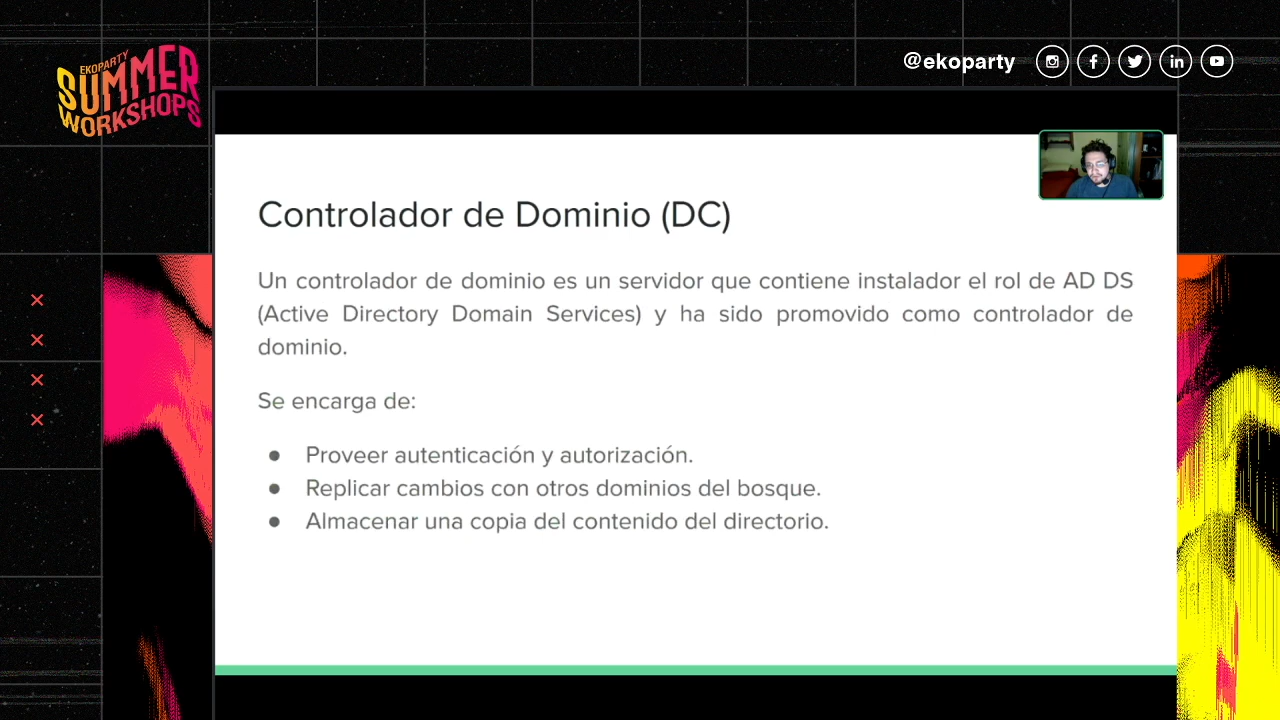 EKOPARTY
SUMMER
WORKSHOPS
@ekoparty
Controlador de Dominio (DC)
Un controlador de dominio es un servidor que contiene instalador el rol de AD DS
(Active Directory Domain Services) y ha sido promovido como controlador de
dominio.
Se encarga de:
● Proveer autenticación y autorización.
● Replicar cambios con otros dominios del bosque.
● Almacenar una copia del contenido del directorio.